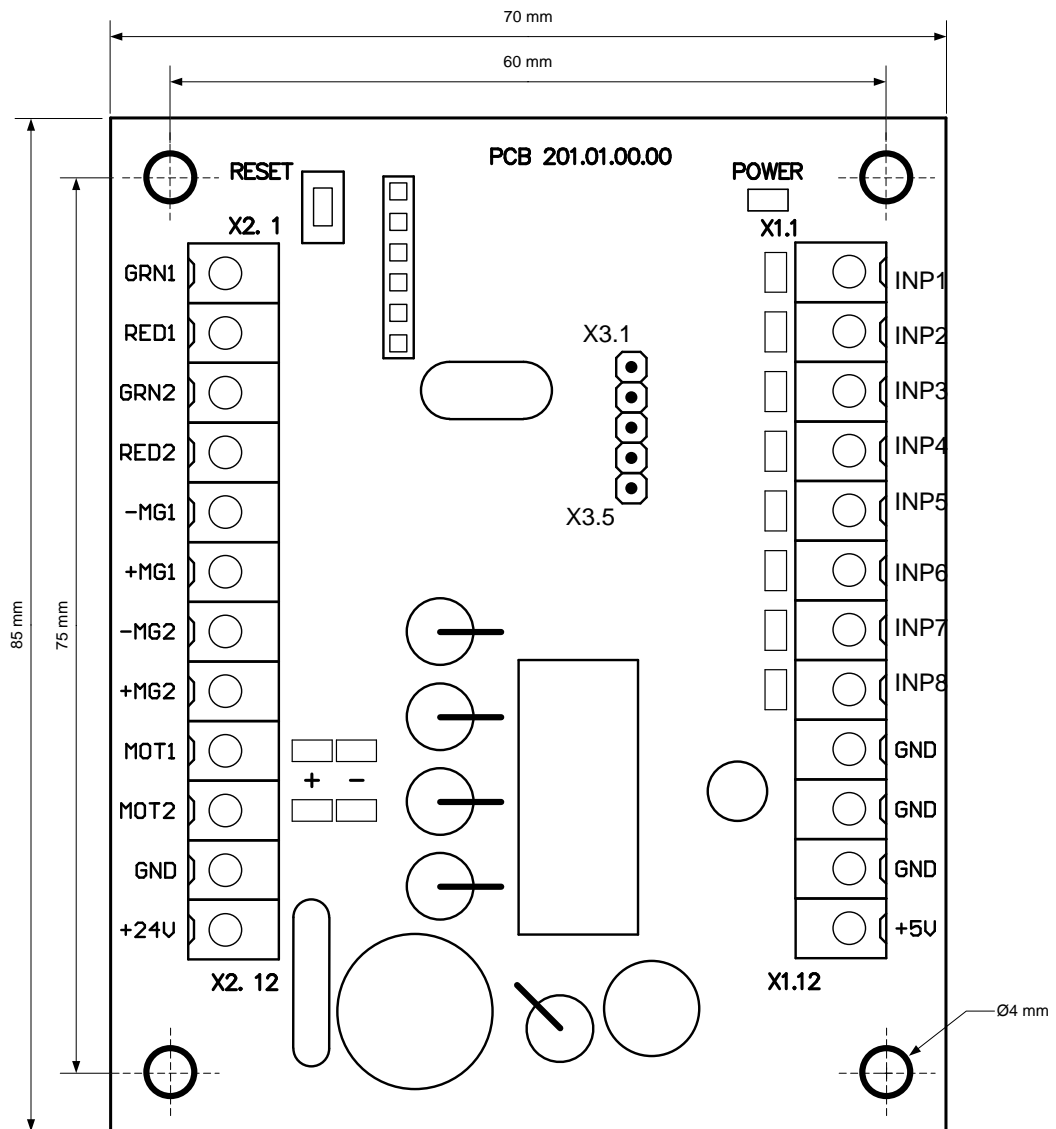 70 mm
60 mm
PCB 201.01.00.00
RESET
POWER
X2. 1
X1.1
GRN1
INP1
RED1
INP2
X3.1
GRN2
INP3
RED2
INP4
-MG1
INP5
X3.5
+MG1
INP6
-MG2
INP7
+MG2
INP8
85 mm
75 mm
MOT1
GND
+ -
MOT2
GND
GND
GND
+24V
+5V
X2. 12
X1.12
Ø4 mm